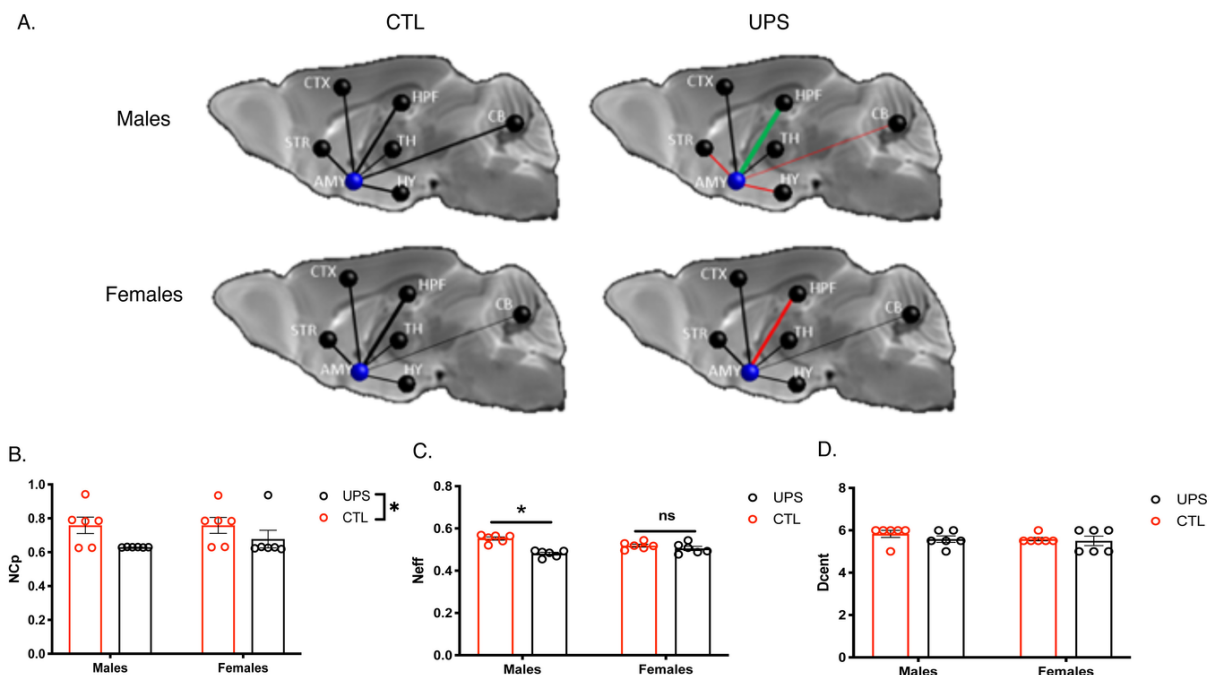 A.
CTL
UPS
Males
CTX
HPF
CB
STR
TH
AMY
HY
CTX
HPF
CB
STR
TH
AMY
HY
Females
CTX
HPF
CB
STR
TH
AMY
HY
CTX
HPF
CB
STR
TH
AMY
HY
B.
1.0
0.8
0.6
0.4
0.2
0.0
NCp
Males
Females
UPS
CTL
*
C.
0.8
0.6
0.4
0.2
0.0
Neff
*
ns
Males
Females
UPS
CTL
D.
8
6
4
2
0
Dcent
Males
Females
UPS
CTL